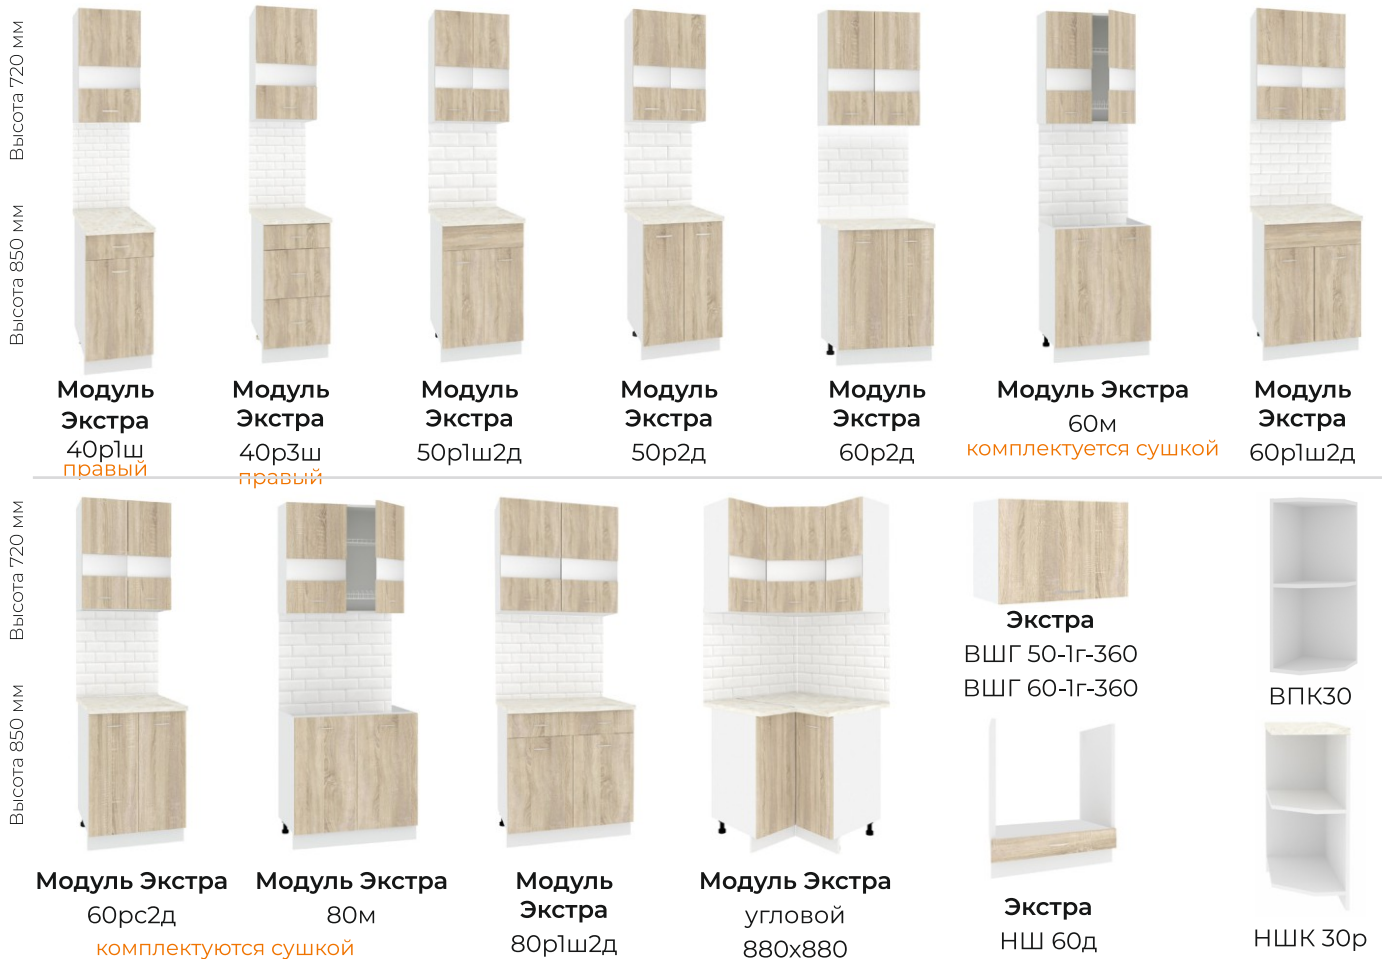 Высота 720 мм
Высота 850 мм
Модуль
Экстра
40р1ш
правый
Модуль
Экстра
40р3ш
правый
Модуль
Экстра
50р1ш2д
Модуль
Экстра
50р2д
Модуль
Экстра
60р2д
Модуль Экстра
60м
комплектуется сушкой
Модуль
Экстра
60р1ш2д
Высота 720 мм
Высота 850 мм
Модуль Экстра
60рс2д
Модуль Экстра
80м
комплектуются сушкой
Модуль
Экстра
80р1ш2д
Модуль Экстра
угловой
880х880
Экстра
ВШГ 50-1г-360
ВШГ 60-1г-360
Экстра
НШ 60д
ВПК30
НШК 30р